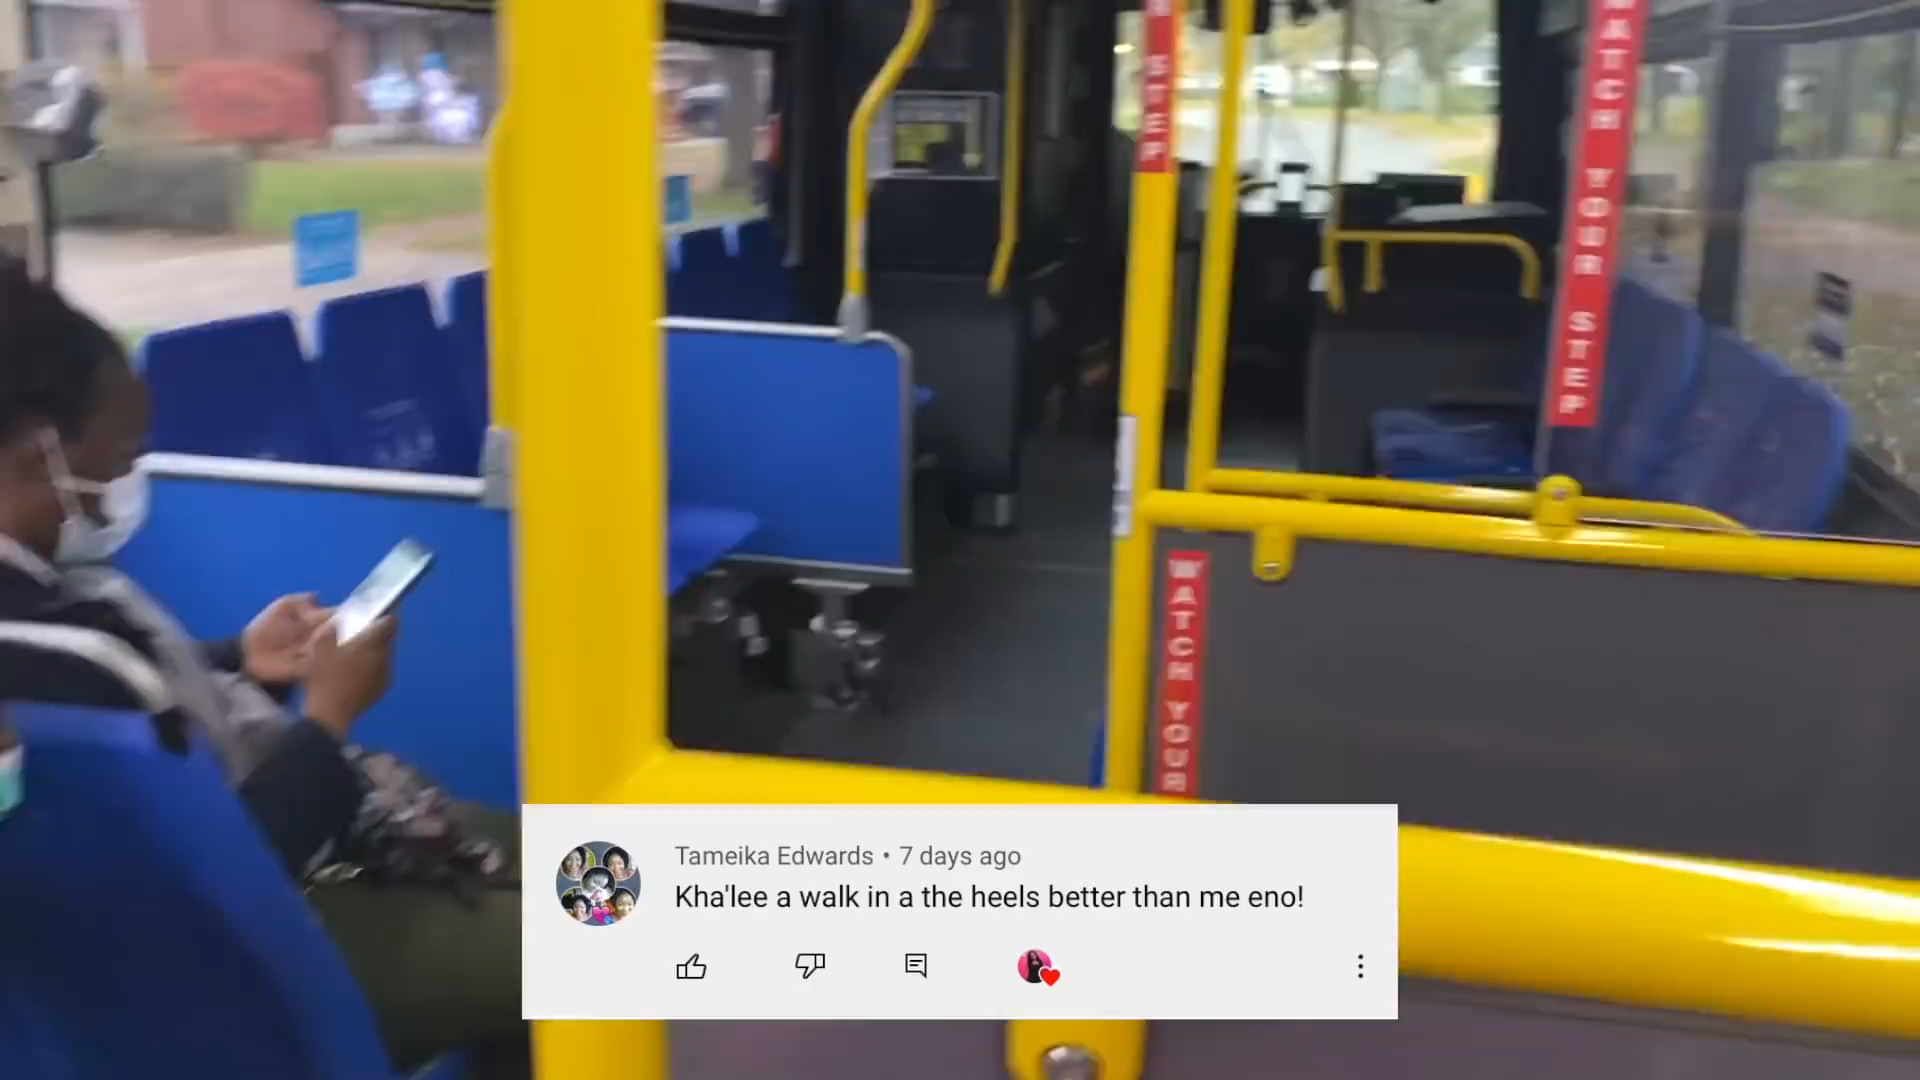 STEP
WATCH YOUR STEP
WATCH YOUR
Tameika Edwards • 7 days ago
Kha'lee a walk in a the heels better than me eno!